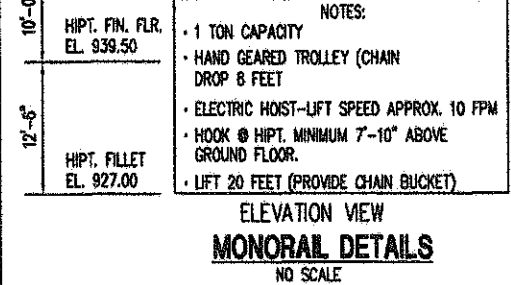 10'-0
HIPT. FIN. FLR.
EL. 939.50
12'-6"
HIPT. FILLET
EL. 927.00
NOTES:
· 1 TON CAPACITY
· HAND GEARED TROLLEY (CHAIN
DROP 8 FEET
· ELECTRIC HOIST-LIFT SPEED APPROX. 10 FPM
· HOOK @ HIPT. MINIMUM 7'-10" ABOVE
GROUND FLOOR.
· LIFT 20 FEET (PROVIDE CHAIN BUCKET)
ELEVATION VIEW
MONORAIL DETAILS
NO SCALE